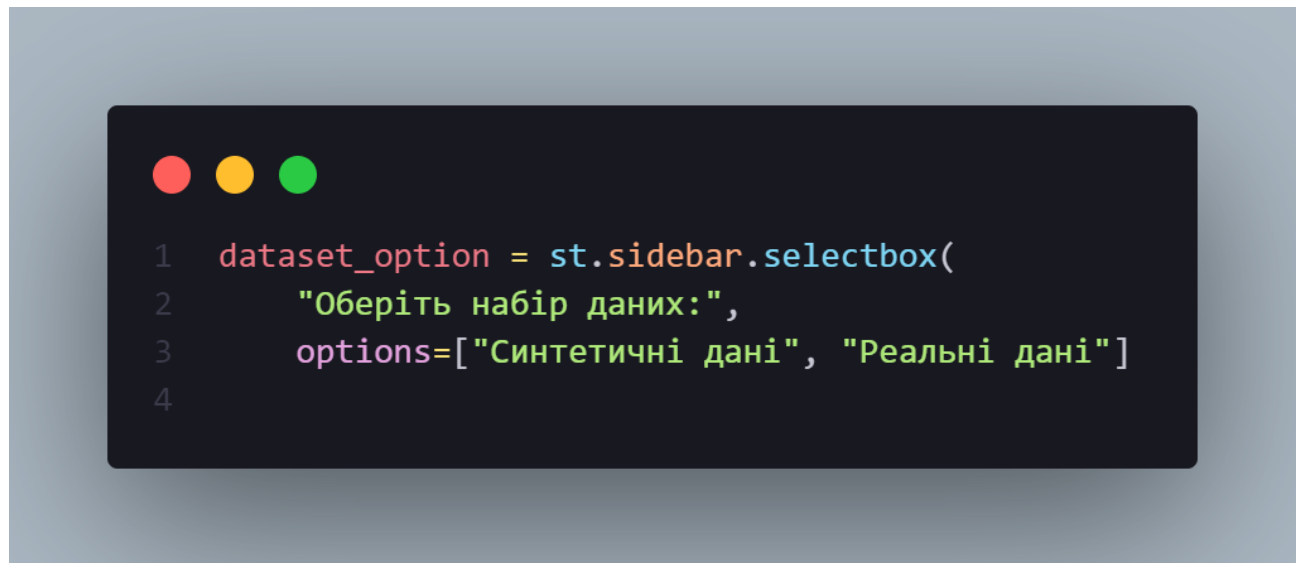 1 dataset_option = st.sidebar.selectbox(
2     "Оберіть набір даних:",
3     options=["Синтетичні дані", "Реальні дані"]
4